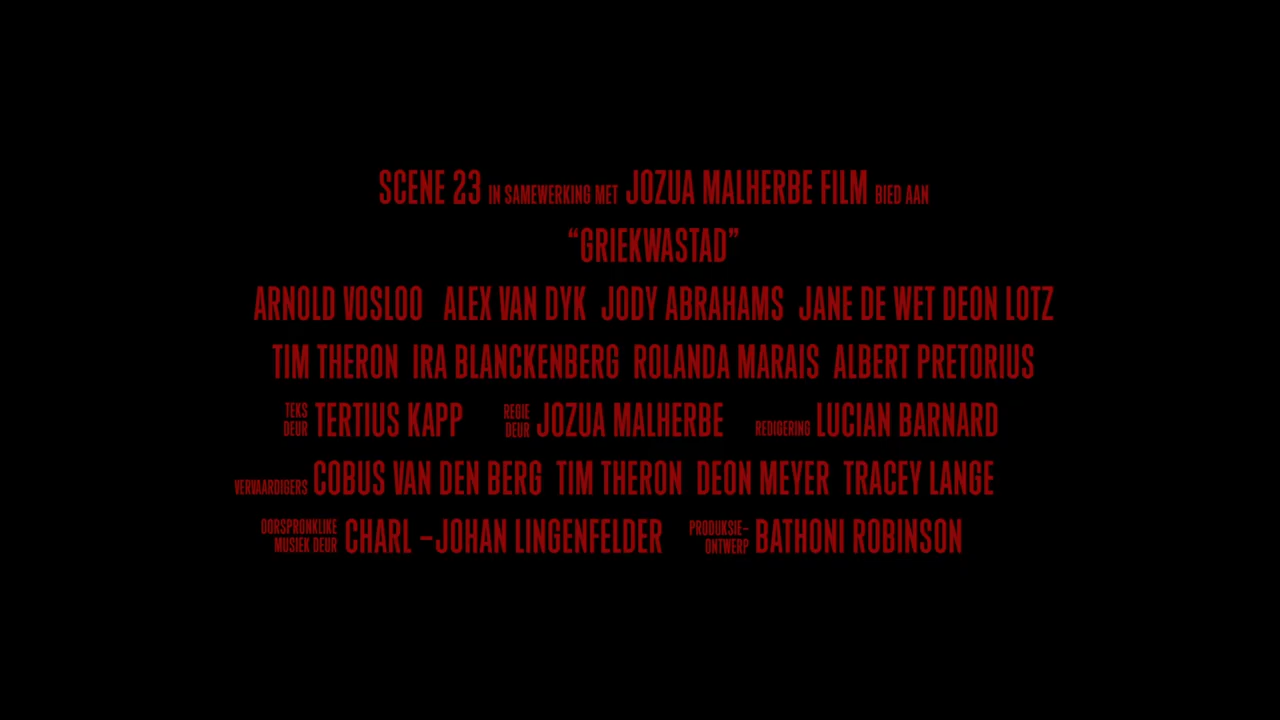 SCENE 23 IN SAMEWERKING MET JOZUA MALHERBE FILM BIED AAN
“GRIEKWASTAD”
ARNOLD VOSLOO ALEX VAN DYK JODY ABRAHAMS JANE DE WET DEON LOTZ
TIM THERON IRA BLANCKENBERG ROLANDA MARAIS ALBERT PRETORIUS
TEKS DEUR TERTIUS KAPP REGIE DEUR JOZUA MALHERBE REDIGERING LUCIAN BARNARD
VERVAARDIGERS COBUS VAN DEN BERG TIM THERON DEON MEYER TRACEY LANGE
OORSPRONKLIKE MUSIEK DEUR CHARL –JOHAN LINGENFELDER PRODUKSIE– ONTWERP BATHONI ROBINSON